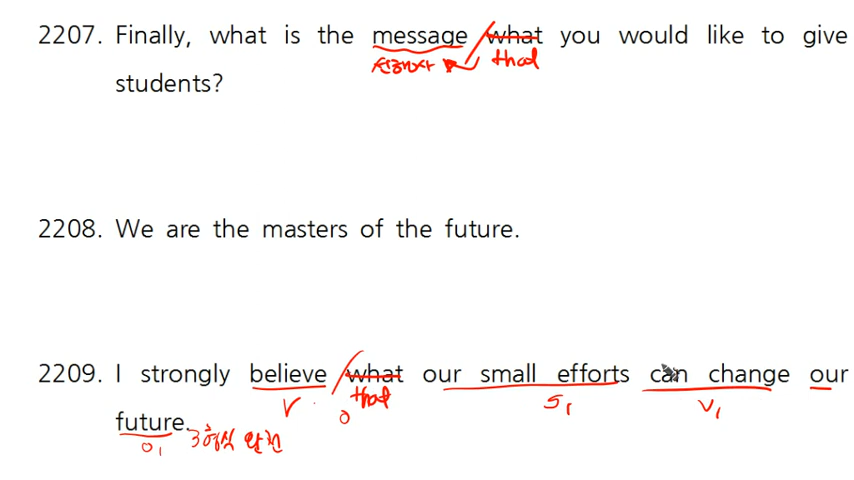 2207. Finally, what is the message what you would like to give
선행사 that
students?
2208. We are the masters of the future.
2209. I strongly believe what our small efforts can change our
that
V O S₁ V₁
future.
O₁ 3형식 완전